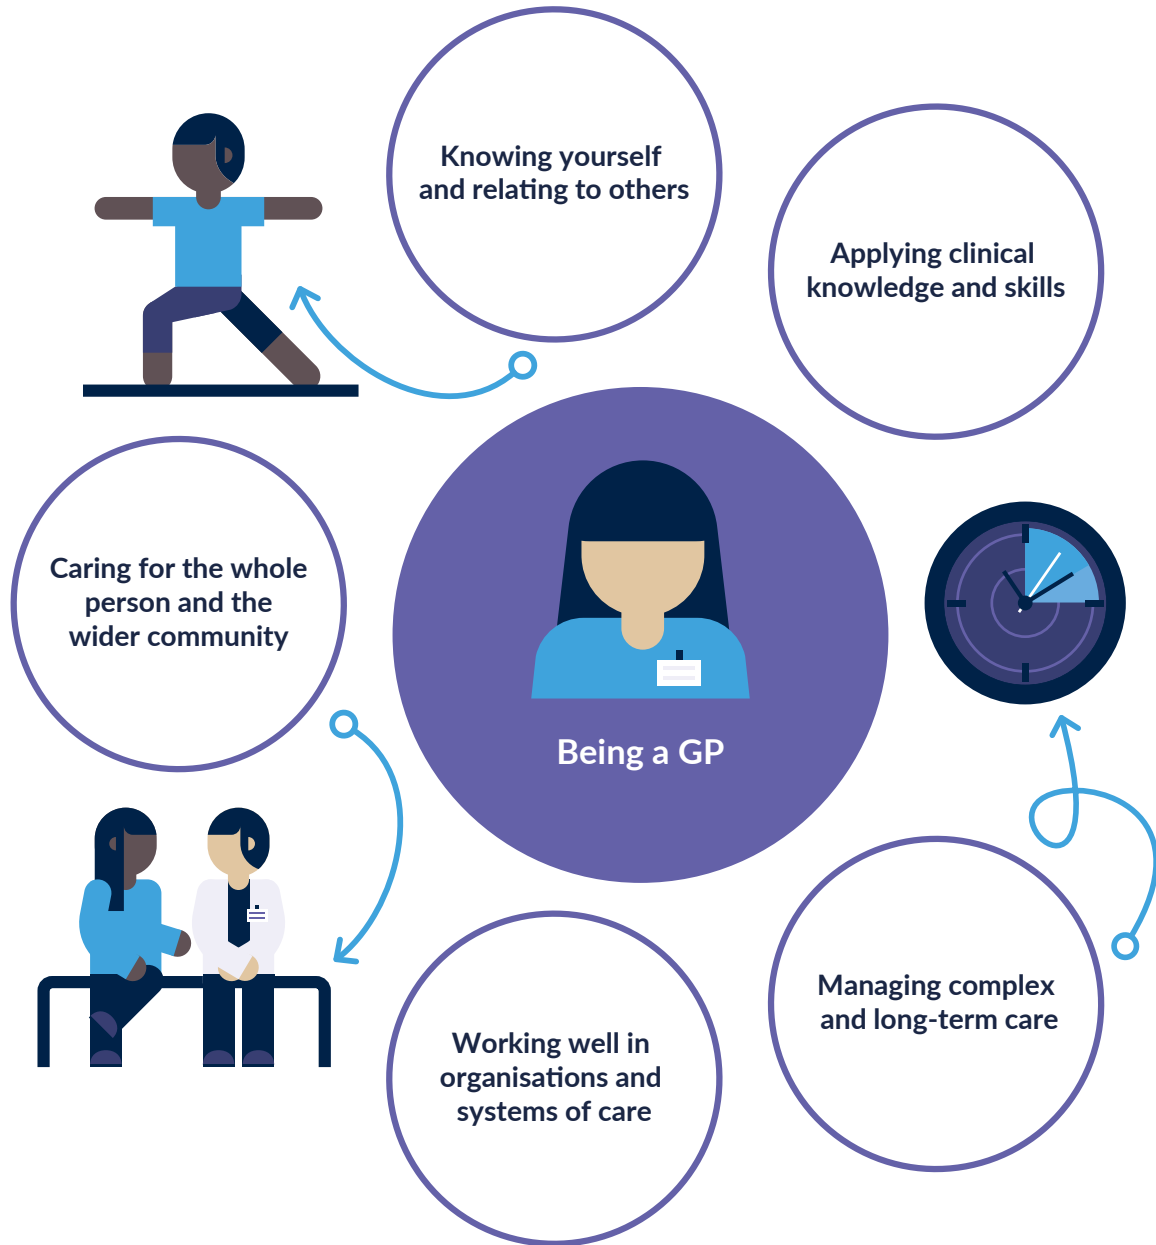 Knowing yourself
and relating to others
Applying clinical
knowledge and skills
Caring for the whole
person and the
wider community
Being a GP
Managing complex
and long-term care
Working well in
organisations and
systems of care